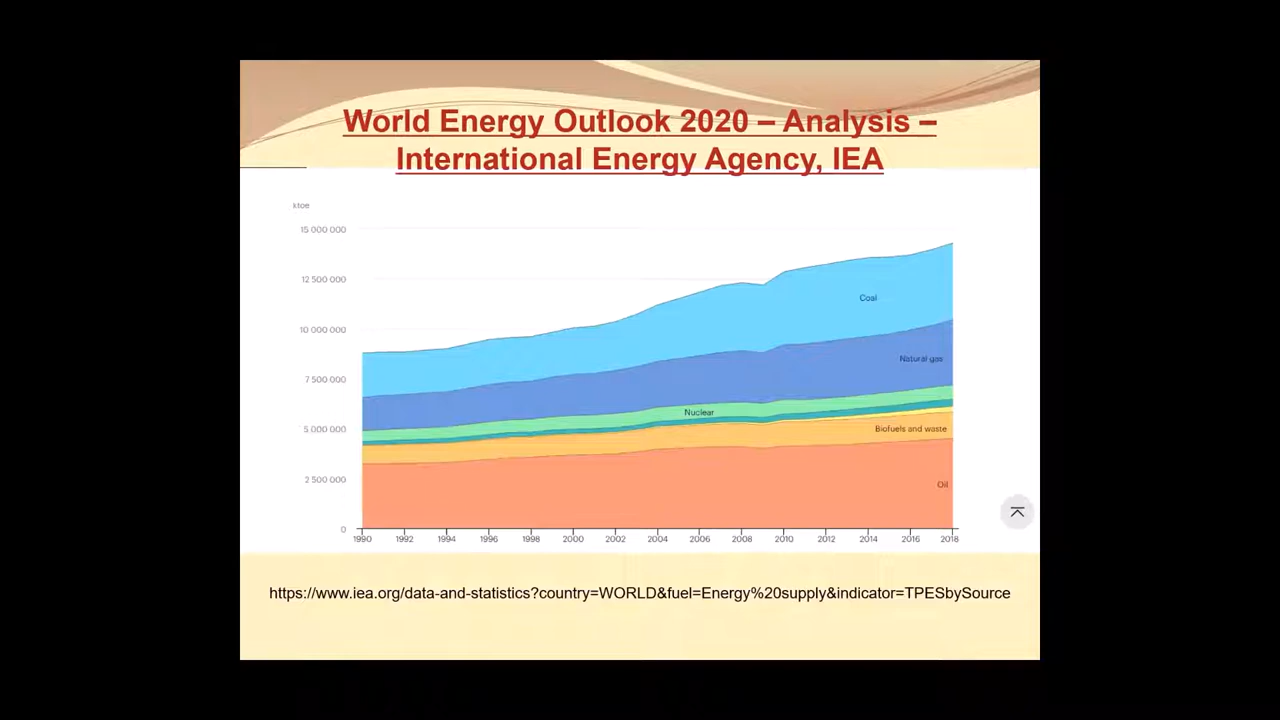 World Energy Outlook 2020 – Analysis –
International Energy Agency, IEA
ktoe
15 000 000
12 500 000
10 000 000
7 500 000
5 000 000
2 500 000
0
Coal
Natural gas
Nuclear
Biofuels and waste
Oil
1990 1992 1994 1996 1998 2000 2002 2004 2006 2008 2010 2012 2014 2016 2018
https://www.iea.org/data-and-statistics?country=WORLD&fuel=Energy%20supply&indicator=TPESbySource